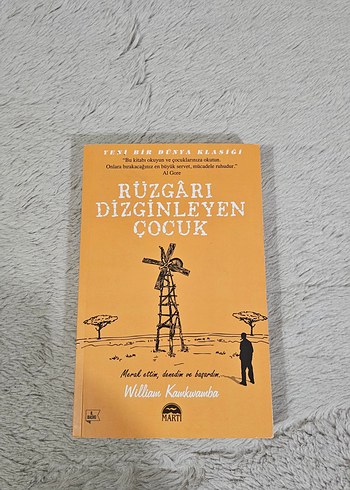 YENİ BİR DÜNYA KLASİĞİ
"Bu kitabı okuyun ve çocuklarınıza okutun.
Onlara bırakacağınız en büyük servet, mücadele ruhudur."
Al Gore
RÜZGÂRI
DİZGİNLEYEN
ÇOCUK
Merak ettim, denedim ve başardım...
William Kamkwamba
MARTI